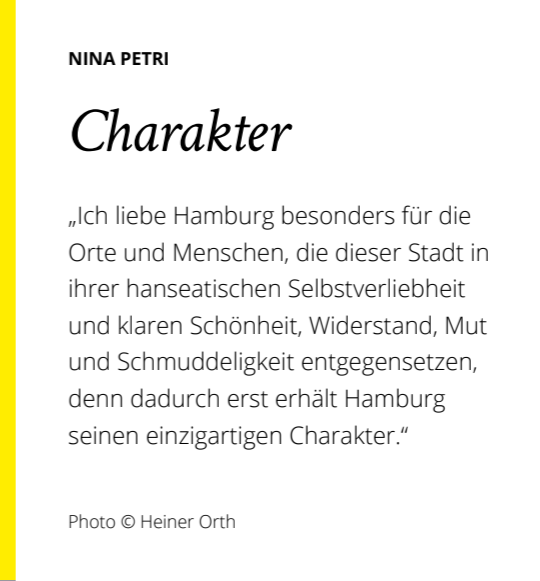 NINA PETRI
Charakter
„Ich liebe Hamburg besonders für die
Orte und Menschen, die dieser Stadt in
ihrer hanseatischen Selbstverliebheit
und klaren Schönheit, Widerstand, Mut
und Schmuddeligkeit entgegensetzen,
denn dadurch erst erhält Hamburg
seinen einzigartigen Charakter.“
Photo © Heiner Orth